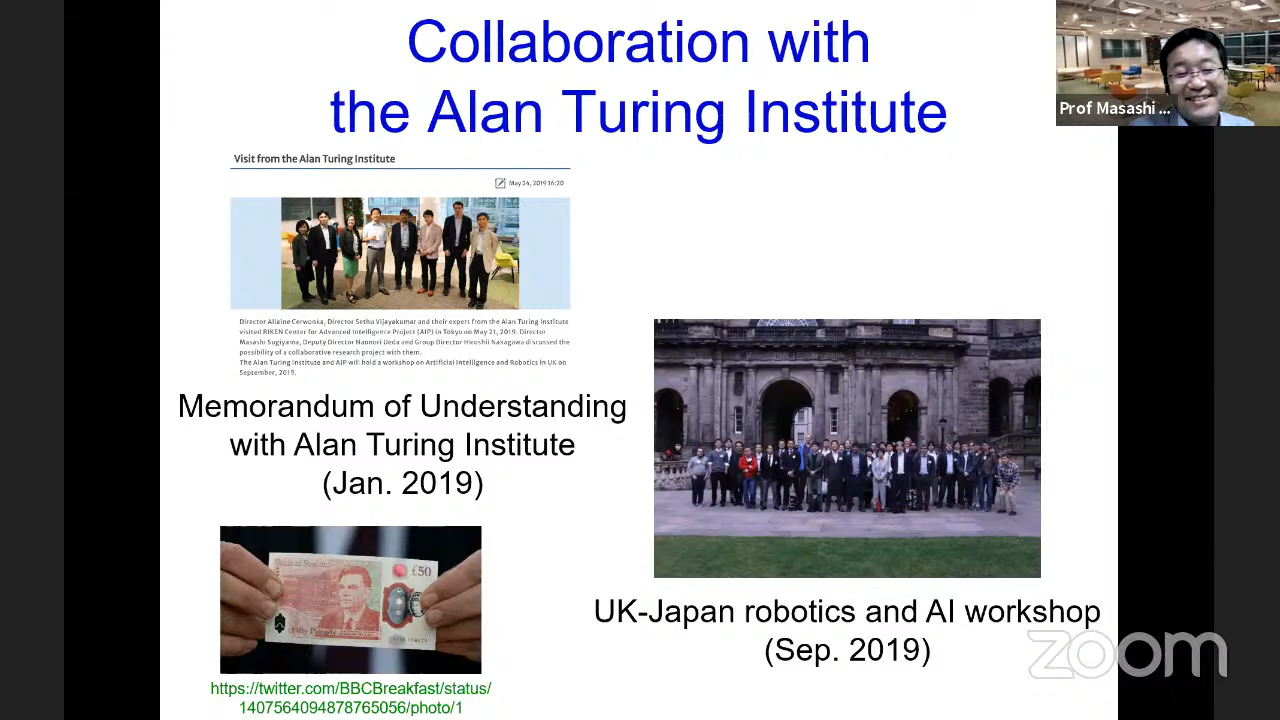 Collaboration with
the Alan Turing Institute
Prof Masashi ...
Visit from the Alan Turing Institute
May 24, 2019 16:20
Director Allaine Cerwonka, Director Sethu Vijayakumar and their expert from the Alan Turing Institute
visited RIKEN Center for Advanced Intelligence Project (AIP) in Tokyo on May 21, 2019. Director
Masashi Sugiyama, Deputy Director Naonori Ueda and Group Director Hiroshi Nakagawa discussed the
possibility of a collaborative research project with them.
The Alan Turing Institute and AIP will hold a workshop on Artificial Intelligence and Robotics in UK on
September, 2019.
Memorandum of Understanding
with Alan Turing Institute
(Jan. 2019)
£50
https://twitter.com/BBCBreakfast/status/
1407564094878765056/photo/1
UK-Japan robotics and AI workshop
(Sep. 2019)
zoom